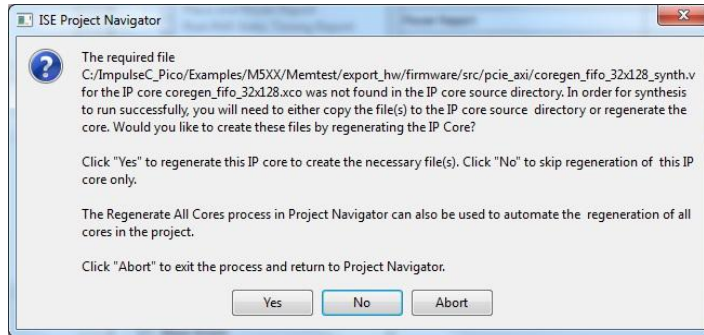 ISE Project Navigator
The required file
C:/ImpulseC_Pico/Examples/M5XX/Memtest/export_hw/firmware/src/pcie_axi/coregen_fifo_32x128_synth.v
for the IP core coregen_fifo_32x128.xco was not found in the IP core source directory. In order for synthesis
to run successfully, you will need to either copy the file(s) to the IP core source directory or regenerate the
core. Would you like to create these files by regenerating the IP Core?
Click "Yes" to regenerate this IP core to create the necessary file(s). Click "No" to skip regeneration of this IP
core only.
The Regenerate All Cores process in Project Navigator can also be used to automate the regeneration of all
cores in the project.
Click "Abort" to exit the process and return to Project Navigator.
Yes No Abort